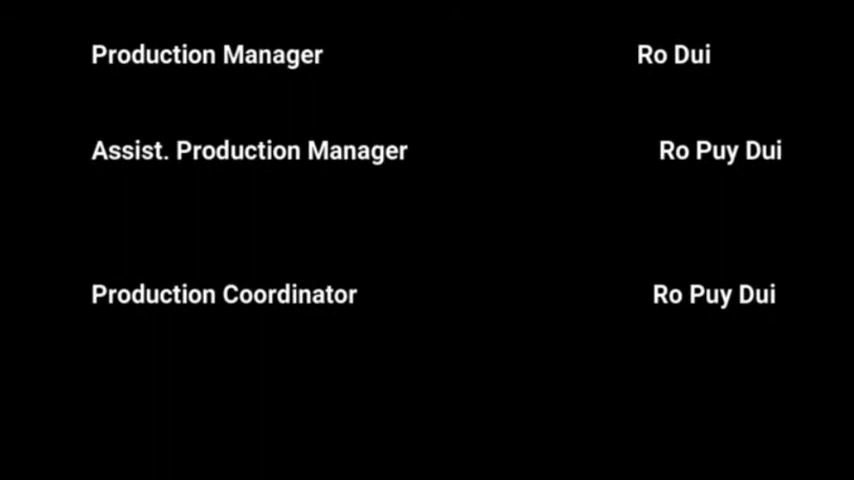 Production Manager Ro Dui
Assist. Production Manager Ro Puy Dui
Production Coordinator Ro Puy Dui